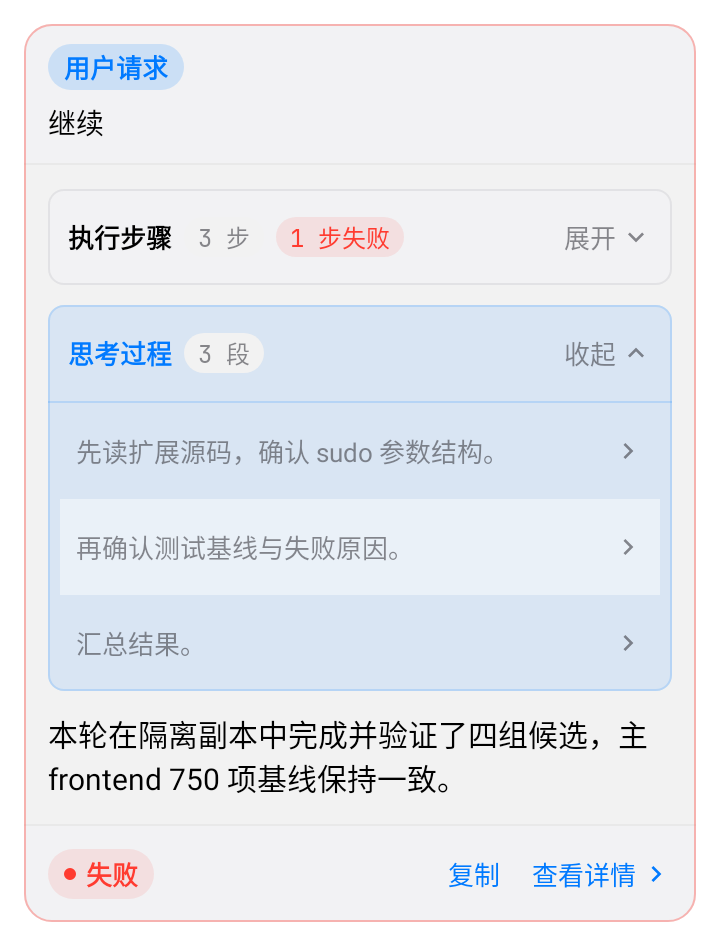 用户请求
继续
执行步骤 3 步 1 步失败 展开
思考过程 3 段 收起
先读扩展源码，确认 sudo 参数结构。
再确认测试基线与失败原因。
汇总结果。
本轮在隔离副本中完成并验证了四组候选，主
frontend 750 项基线保持一致。
失败 复制 查看详情